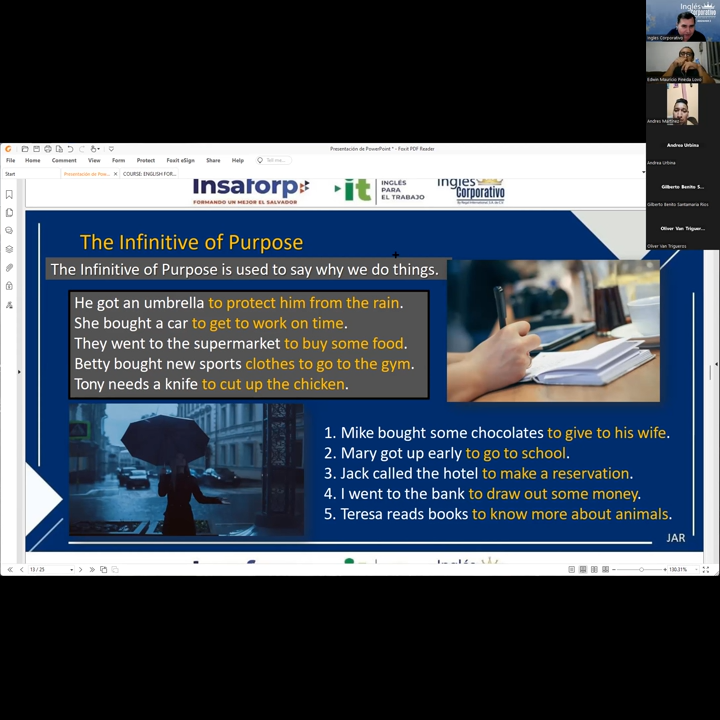 Presentación de PowerPoint * - Foxit PDF Reader
File Home Comment View Form Protect Foxit eSign Share Help Tell me...
Start Presentación de Pow... COURSE: ENGLISH FOR...
Insaforp
FORMANDO UN MEJOR EL SALVADOR
it INGLÉS PARA EL TRABAJO
Inglés Corporativo
The Infinitive of Purpose
The Infinitive of Purpose is used to say why we do things.
He got an umbrella to protect him from the rain.
She bought a car to get to work on time.
They went to the supermarket to buy some food.
Betty bought new sports clothes to go to the gym.
Tony needs a knife to cut up the chicken.
1. Mike bought some chocolates to give to his wife.
2. Mary got up early to go to school.
3. Jack called the hotel to make a reservation.
4. I went to the bank to draw out some money.
5. Teresa reads books to know more about animals.
JAR
13 / 25
130.31%
Inglés Corporativo
Ingles Corporativo
Edwin Mauricio Pineda
Andres Martinez
Andrea Urbina
Andrea Urbina
Gilberto Benito S...
Gilberto Benito Santamaria Rios
Oliver Van Triguer...
Oliver Van Trigueros